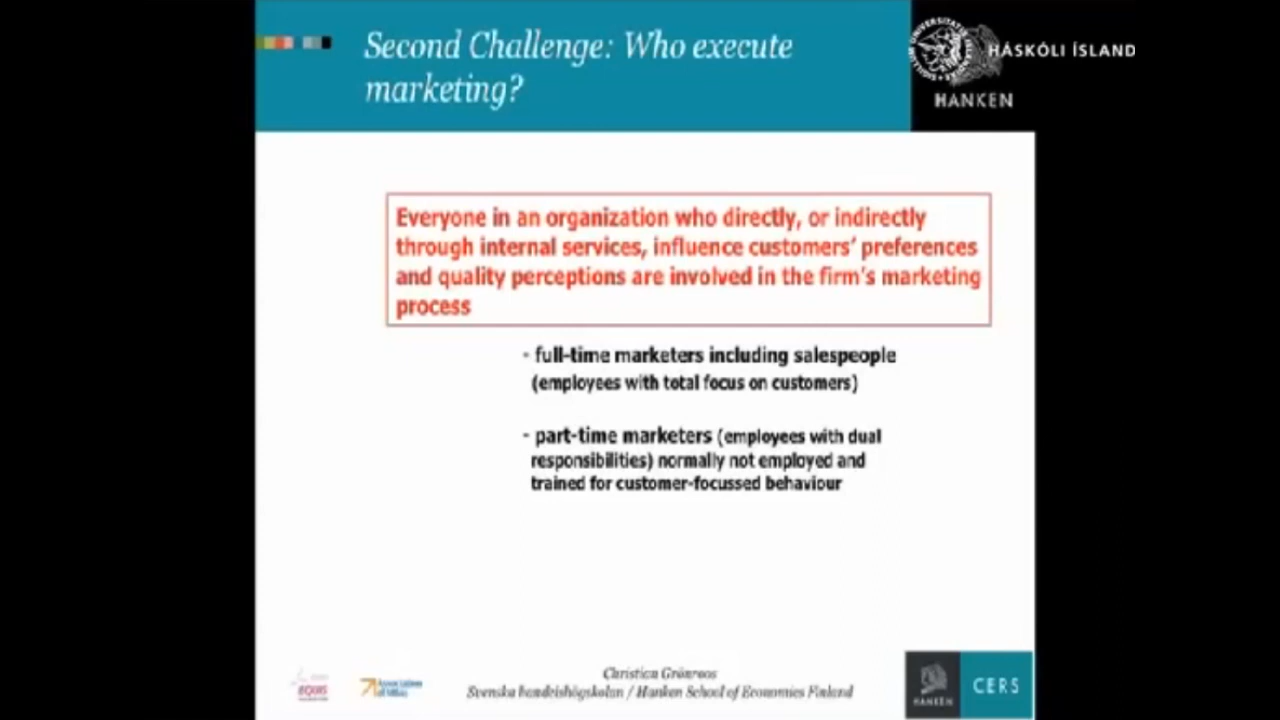 Second Challenge: Who execute
marketing?
HÁSKÓLI ÍSLAND
HANKEN
Everyone in an organization who directly, or indirectly
through internal services, influence customers' preferences
and quality perceptions are involved in the firm's marketing
process
- full-time marketers including salespeople
(employees with total focus on customers)
- part-time marketers (employees with dual
responsibilities) normally not employed and
trained for customer-focussed behaviour
Christian Grönroos
Svenska handelshögskolan / Hanken School of Economics Finland
EQUIS
HANKEN
CERS